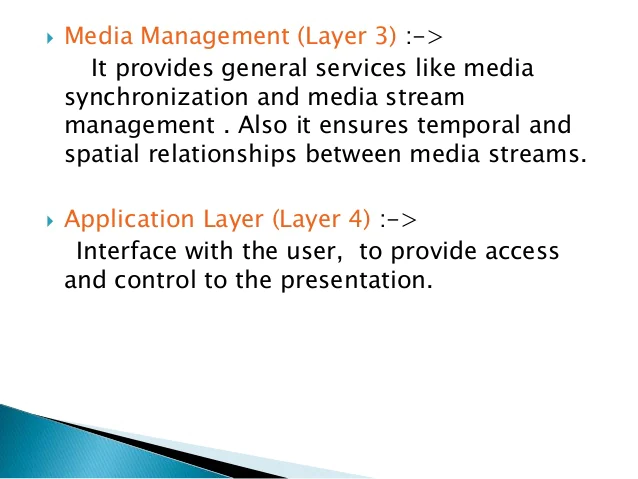 Media Management (Layer 3) :->
It provides general services like media
synchronization and media stream
management . Also it ensures temporal and
spatial relationships between media streams.
Application Layer (Layer 4) :->
Interface with the user,  to provide access
and control to the presentation.